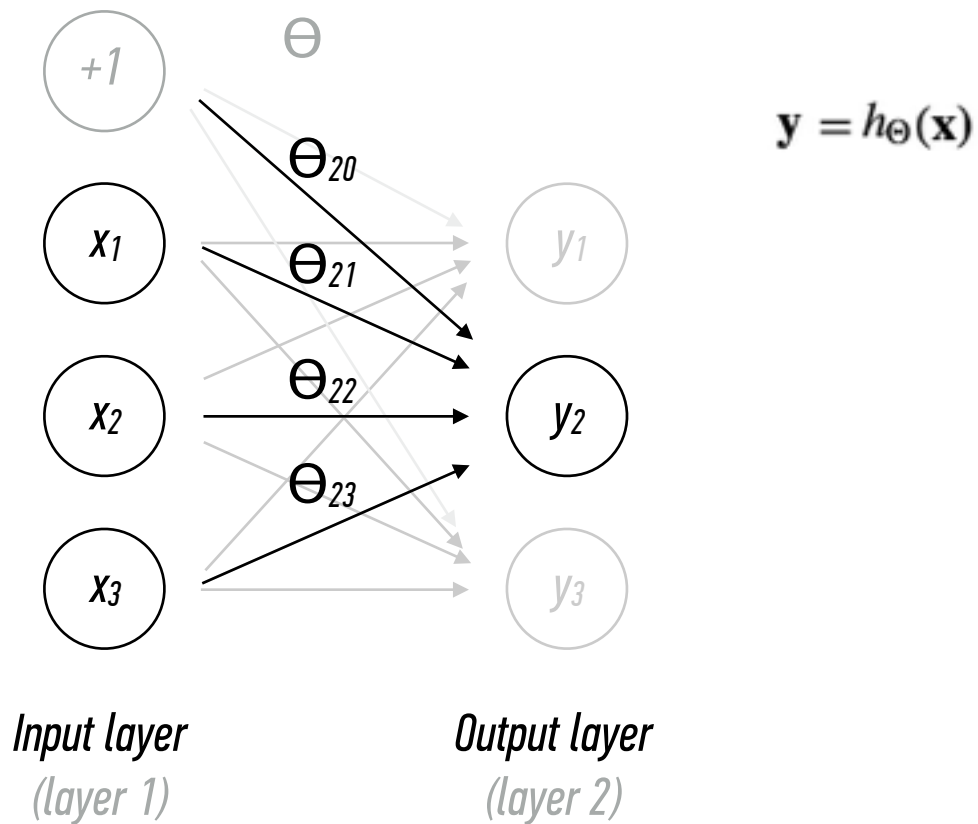 +1
ϴ
y = hΘ(x)
ϴ20
x1
ϴ21
y1
ϴ22
x2
y2
ϴ23
x3
y3
Input layer
Output layer
(layer 1)
(layer 2)